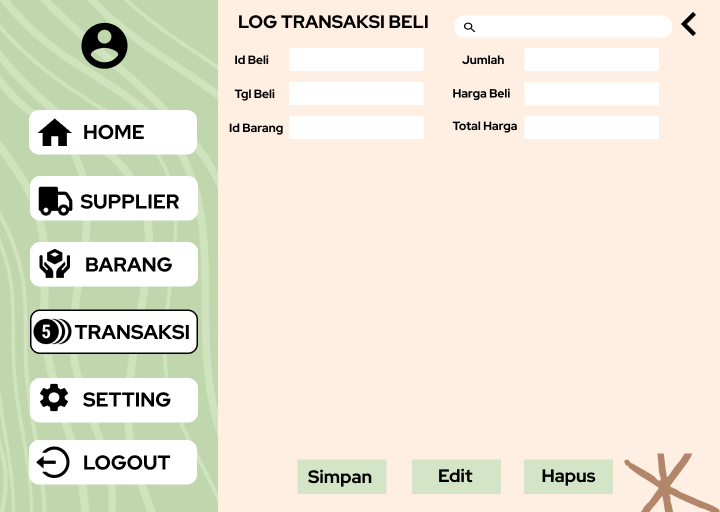 HOME
SUPPLIER
BARANG
5 TRANSAKSI
SETTING
LOGOUT
LOG TRANSAKSI BELI
Id Beli
Tgl Beli
Id Barang
Jumlah
Harga Beli
Total Harga
Simpan
Edit
Hapus